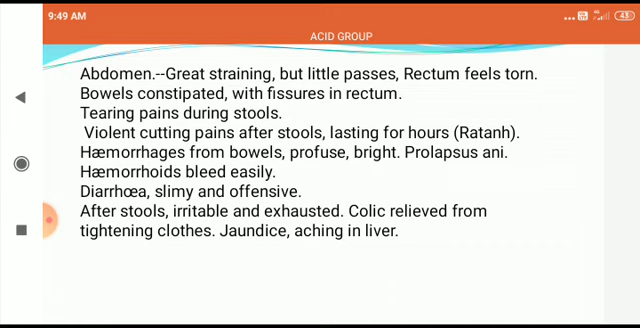 9:49 AM
43
ACID GROUP
Abdomen.--Great straining, but little passes, Rectum feels torn.
Bowels constipated, with fissures in rectum.
Tearing pains during stools.
Violent cutting pains after stools, lasting for hours (Ratanh).
Hæmorrhages from bowels, profuse, bright. Prolapsus ani.
Hæmorrhoids bleed easily.
Diarrhœa, slimy and offensive.
After stools, irritable and exhausted. Colic relieved from
tightening clothes. Jaundice, aching in liver.